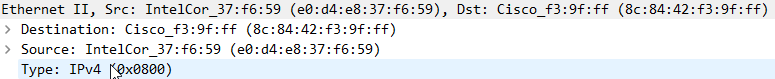 Ethernet II, Src: IntelCor_37:f6:59 (e0:d4:e8:37:f6:59), Dst: Cisco_f3:9f:ff (8c:84:42:f3:9f:ff)
Destination: Cisco_f3:9f:ff (8c:84:42:f3:9f:ff)
Source: IntelCor_37:f6:59 (e0:d4:e8:37:f6:59)
Type: IPv4 (0x0800)